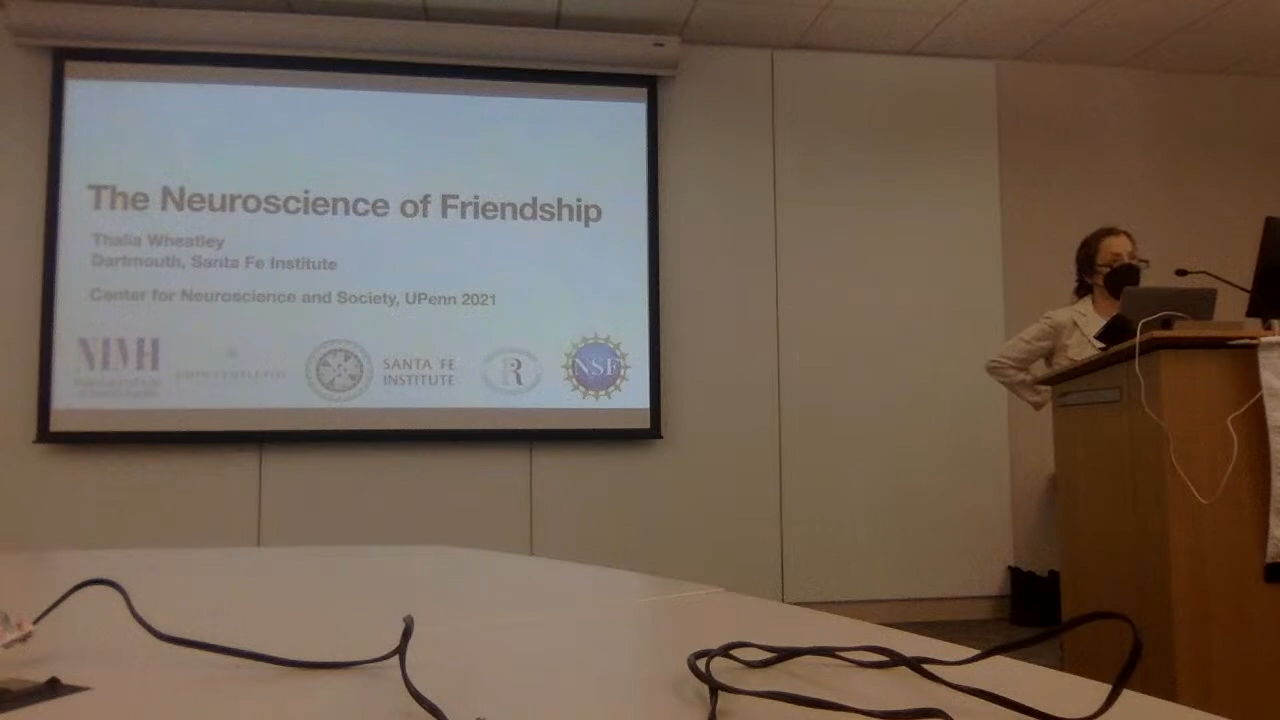 The Neuroscience of Friendship
Thalia Wheatley
Dartmouth, Santa Fe Institute
Center for Neuroscience and Society, UPenn 2021
NIMH
SANTA FE
INSTITUTE
R
NSF